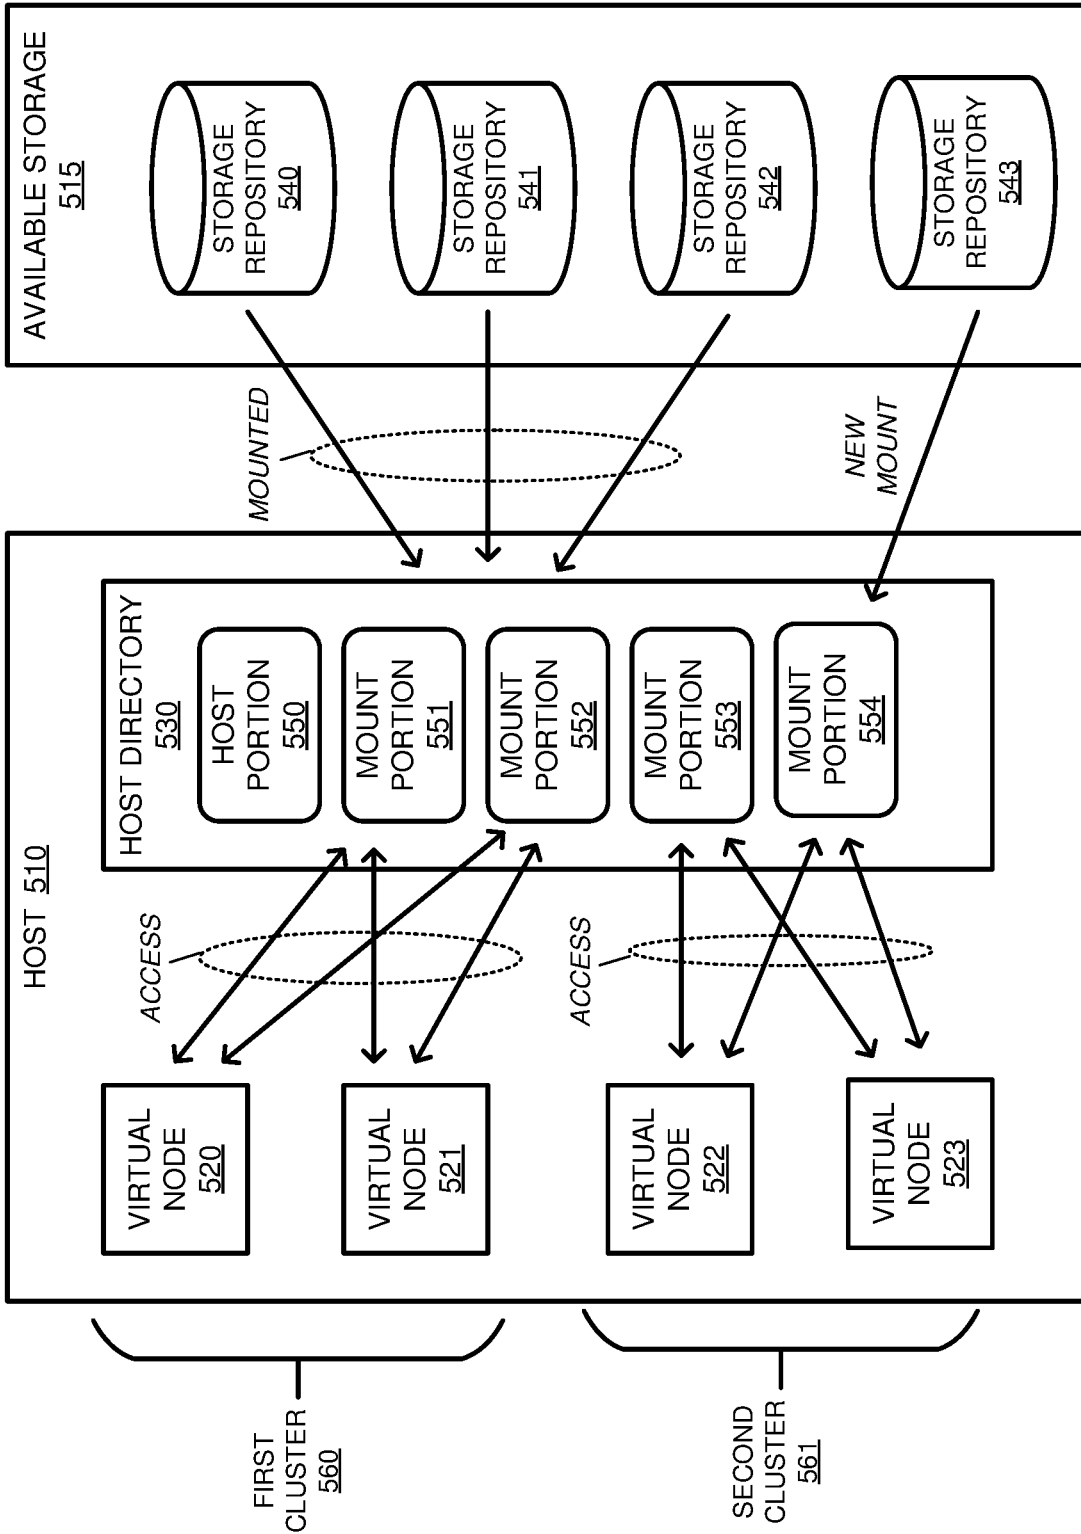 HOST 510
HOST DIRECTORY
530
HOST
PORTION
550
MOUNT
PORTION
551
MOUNT
PORTION
552
MOUNT
PORTION
553
MOUNT
PORTION
554
VIRTUAL
NODE
520
VIRTUAL
NODE
521
VIRTUAL
NODE
522
VIRTUAL
NODE
523
ACCESS
ACCESS
FIRST
CLUSTER
560
SECOND
CLUSTER
561
MOUNTED
NEW
MOUNT
AVAILABLE STORAGE
515
STORAGE
REPOSITORY
540
STORAGE
REPOSITORY
541
STORAGE
REPOSITORY
542
STORAGE
REPOSITORY
543